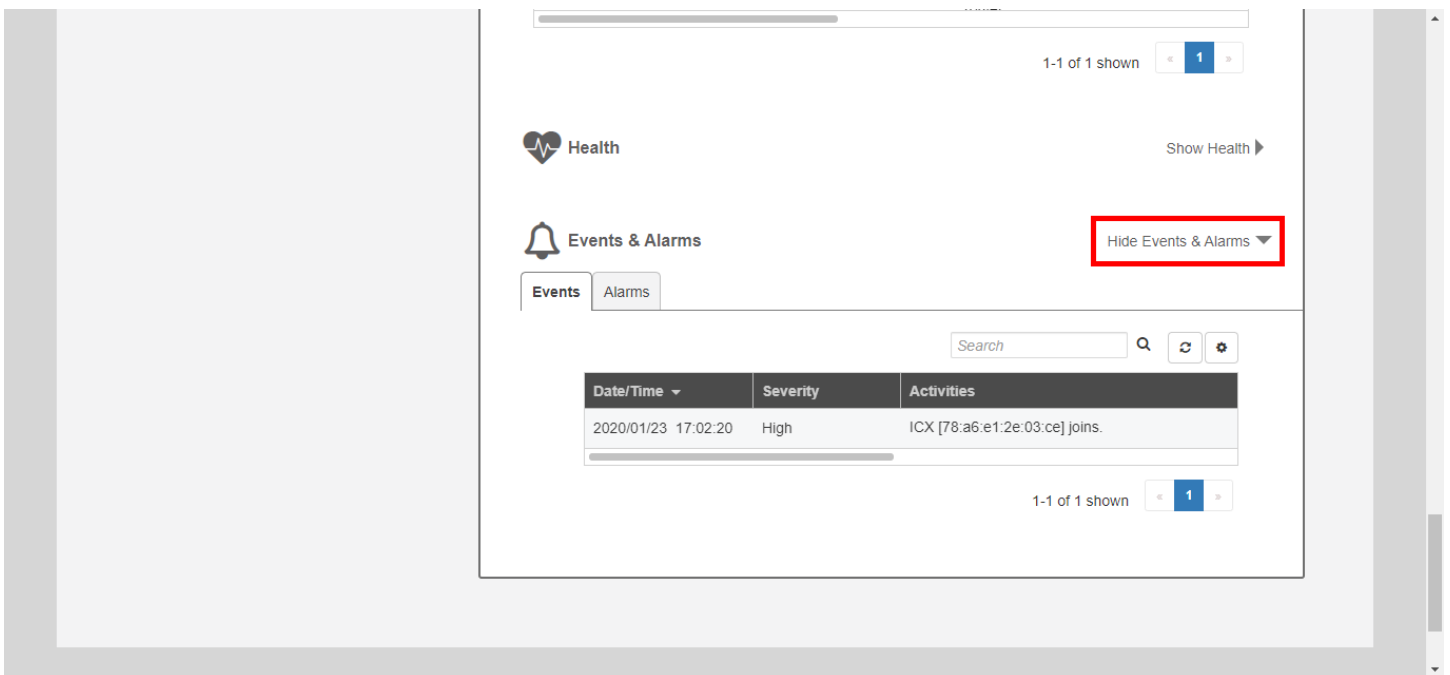 1-1 of 1 shown « 1 »
Health Show Health
Events & Alarms Hide Events & Alarms
Events Alarms
Search
Date/Time Severity Activities
2020/01/23 17:02:20 High ICX [78:a6:e1:2e:03:ce] joins.
1-1 of 1 shown « 1 »